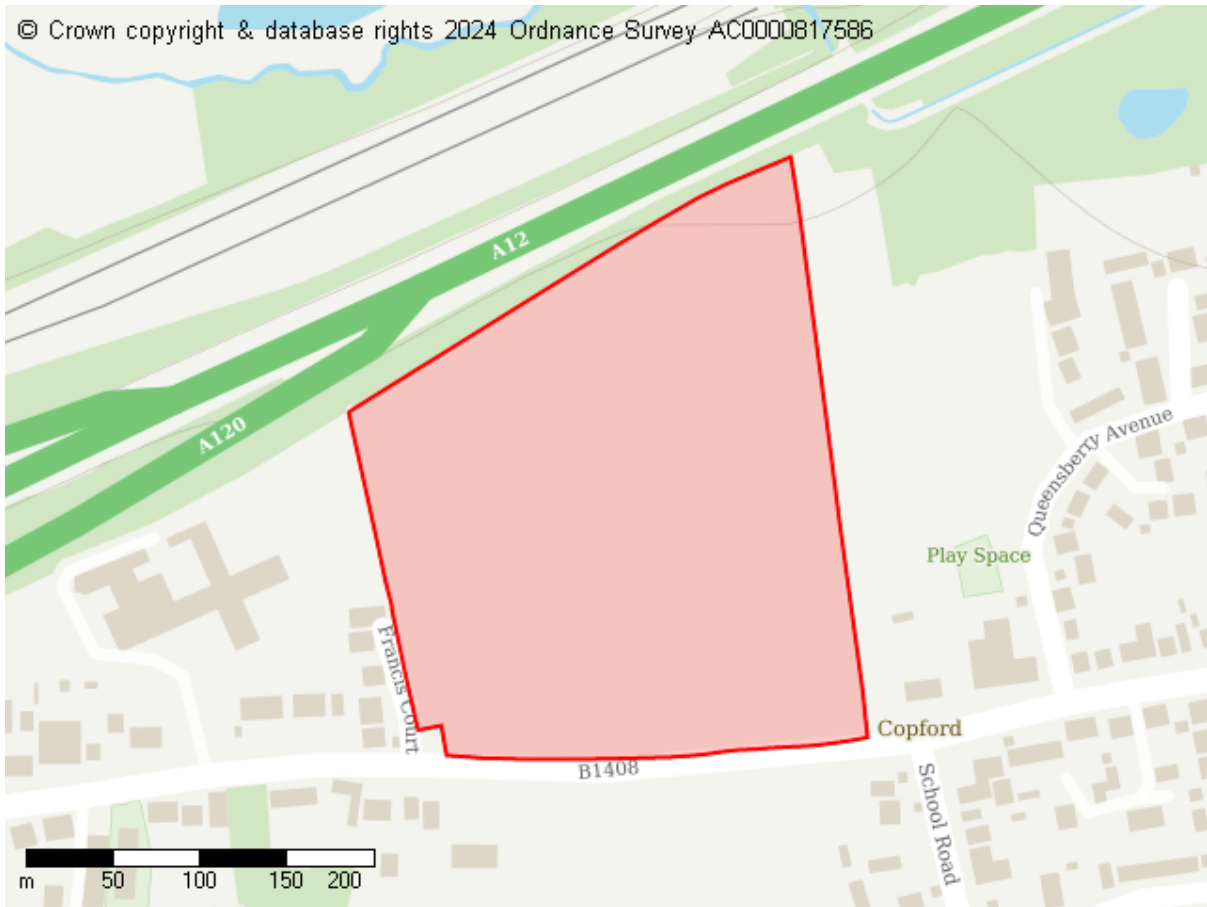 © Crown copyright & database rights 2024 Ordnance Survey AC0000817586
A12
A120
Queensberry Avenue
Play Space
Francis Court
Copford
B1408
School Road
m 50 100 150 200